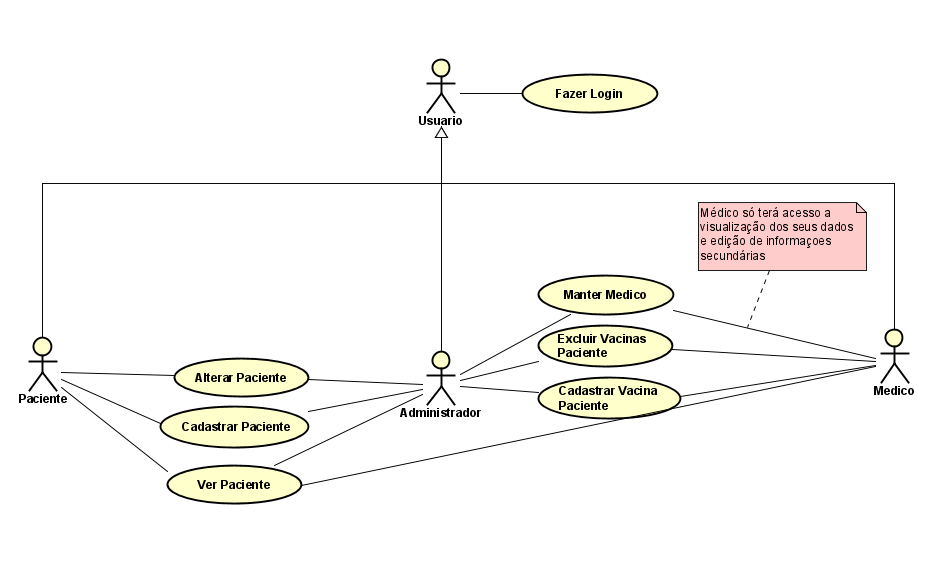 Fazer Login
Usuario
Médico só terá acesso a
visualização dos seus dados
e edição de informaçoes
secundárias
Manter Medico
Excluir Vacinas
Paciente
Alterar Paciente
Cadastrar Vacina
Paciente
Paciente
Administrador
Medico
Cadastrar Paciente
Ver Paciente